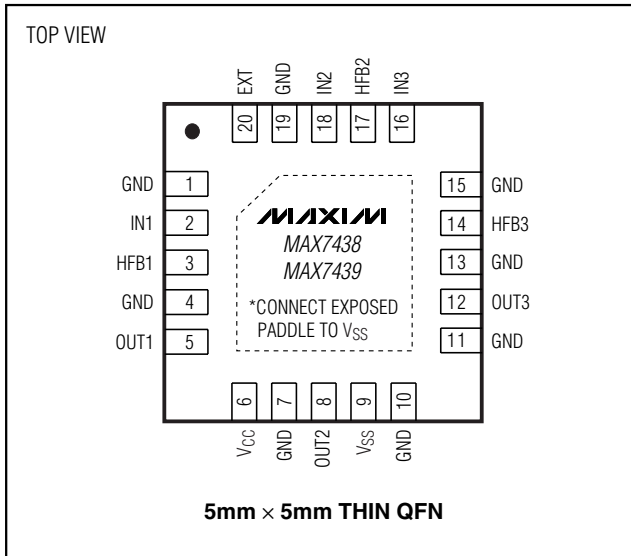 TOP VIEW
EXT
GND
IN2
HFB2
IN3
20
19
18
17
16
GND 1
IN1 2
HFB1 3
GND 4
OUT1 5
MAXIM
MAX7438
MAX7439
*CONNECT EXPOSED
PADDLE TO VSS
15 GND
14 HFB3
13 GND
12 OUT3
11 GND
6
7
8
9
10
VCC
GND
OUT2
VSS
GND
5mm × 5mm THIN QFN